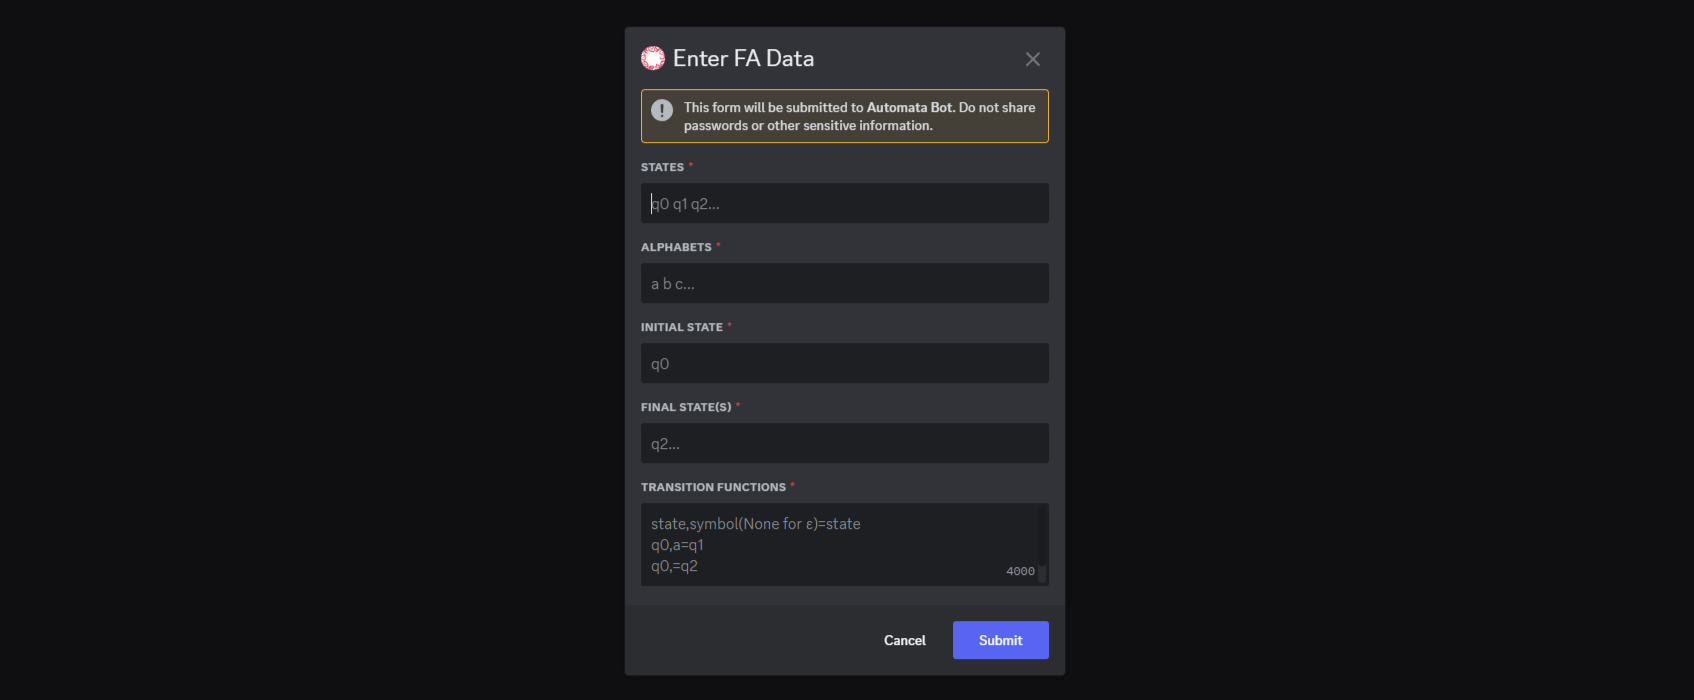 Enter FA Data
This form will be submitted to Automata Bot. Do not share
passwords or other sensitive information.
STATES *
q0 q1 q2...
ALPHABETS *
a b c...
INITIAL STATE *
q0
FINAL STATE(S) *
q2...
TRANSITION FUNCTIONS *
state,symbol(None for ε)=state
q0,a=q1
q0,=q2
4000
Cancel
Submit